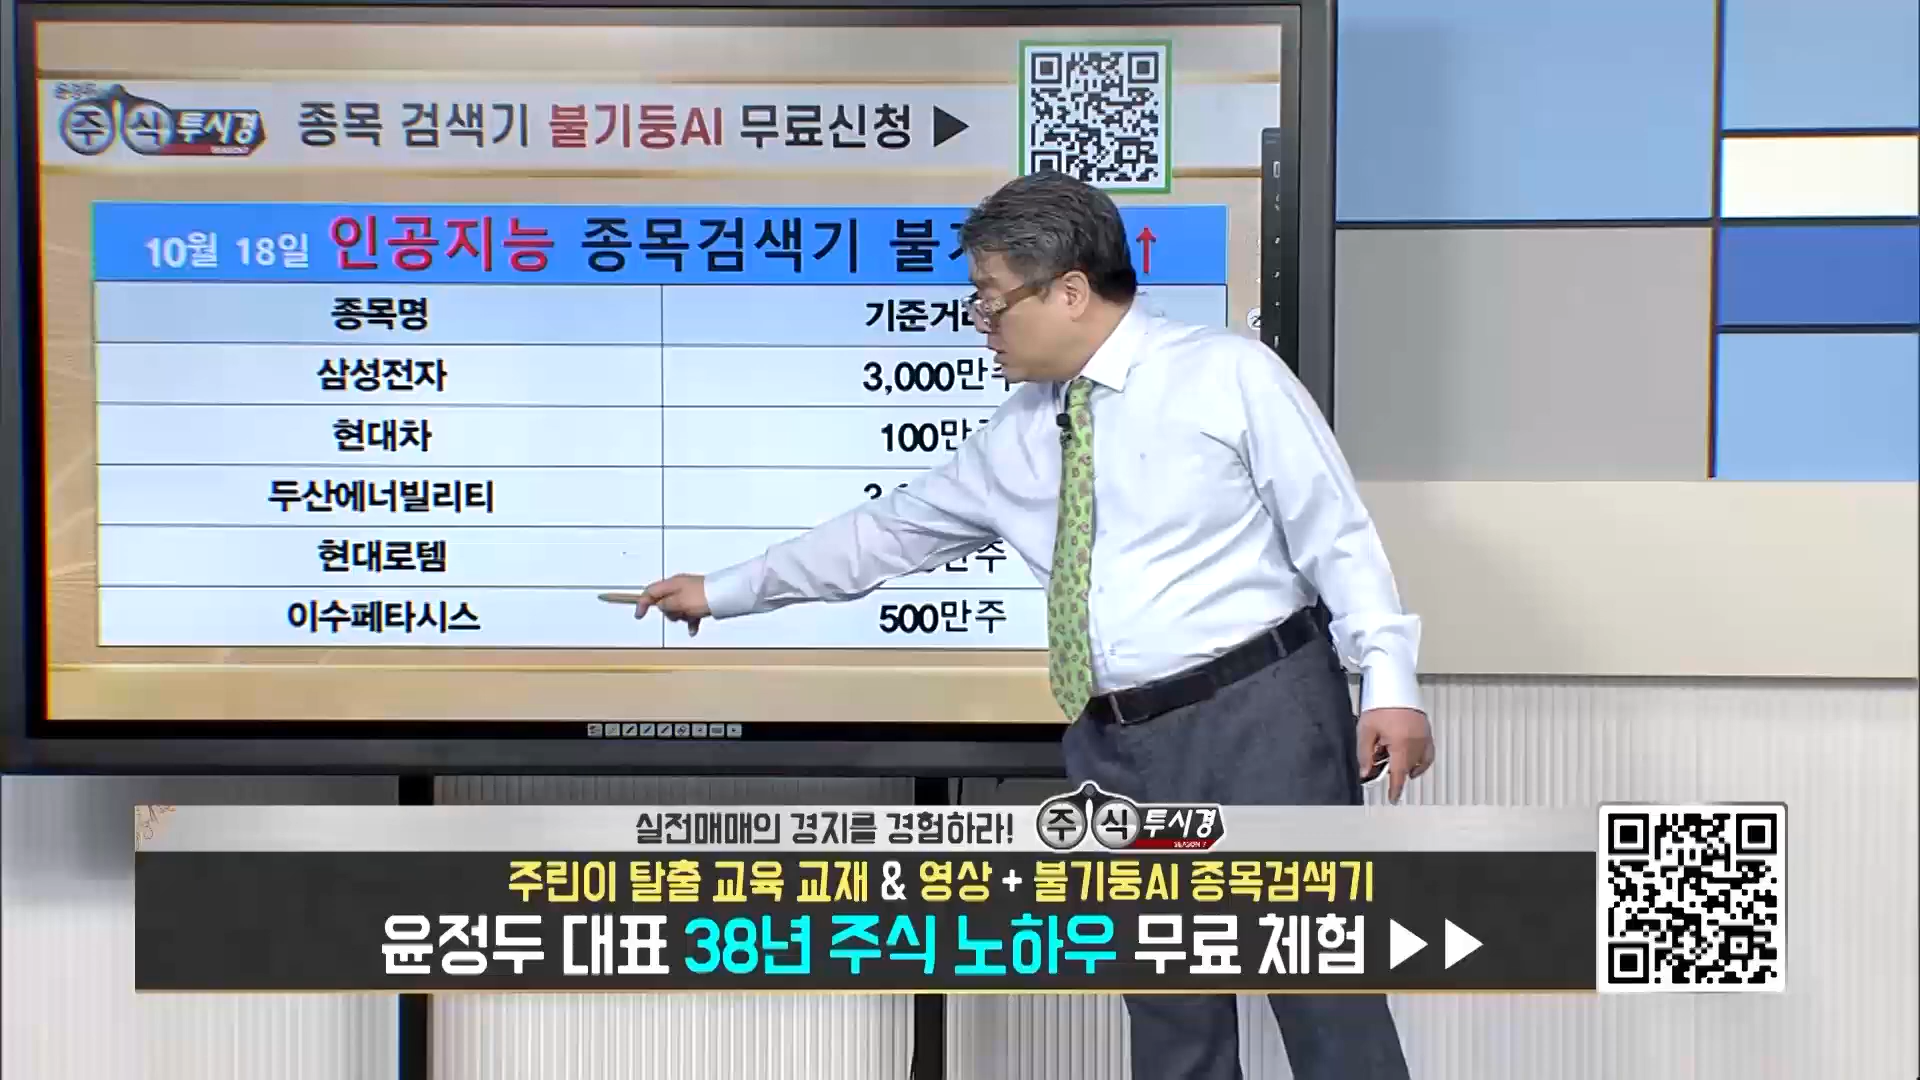 주식투시경
종목 검색기 불기둥AI 무료신청 ▶
10월 18일 인공지능 종목검색기 ↑
종목명
삼성전자 3,000만주
현대차 100만
두산에너빌리티
현대로템 만주
이수페타시스 500만주
실전매매의 경지를 경험하라! 주식투시경
SEASON 7
주린이 탈출 교육 교재 & 영상 + 불기둥AI 종목검색기
윤정두 대표 38년 주식 노하우 무료 체험 ▶▶